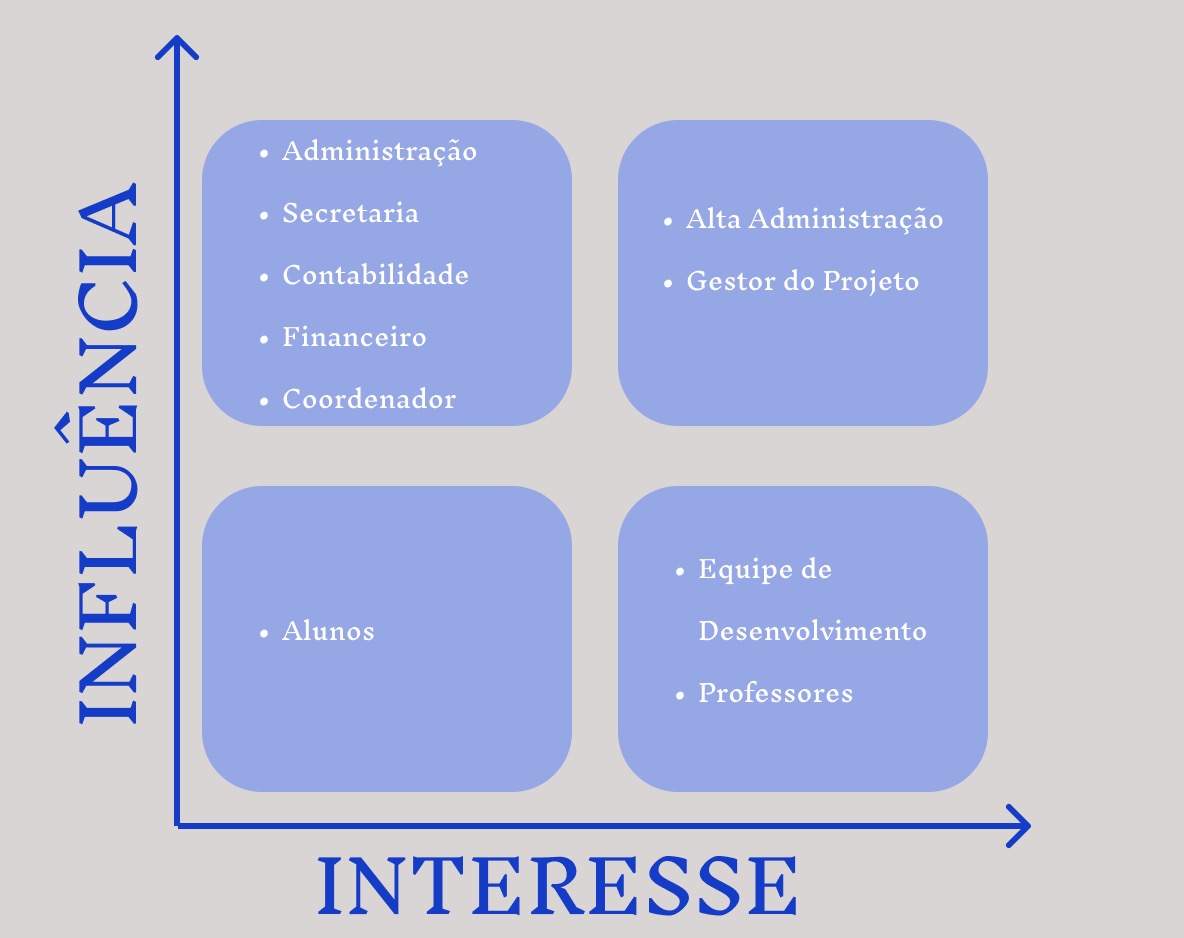 INFLUÊNCIA
• Administração
• Secretaria
• Contabilidade
• Financeiro
• Coordenador
• Alta Administração
• Gestor do Projeto
• Alunos
• Equipe de
Desenvolvimento
• Professores
INTERESSE